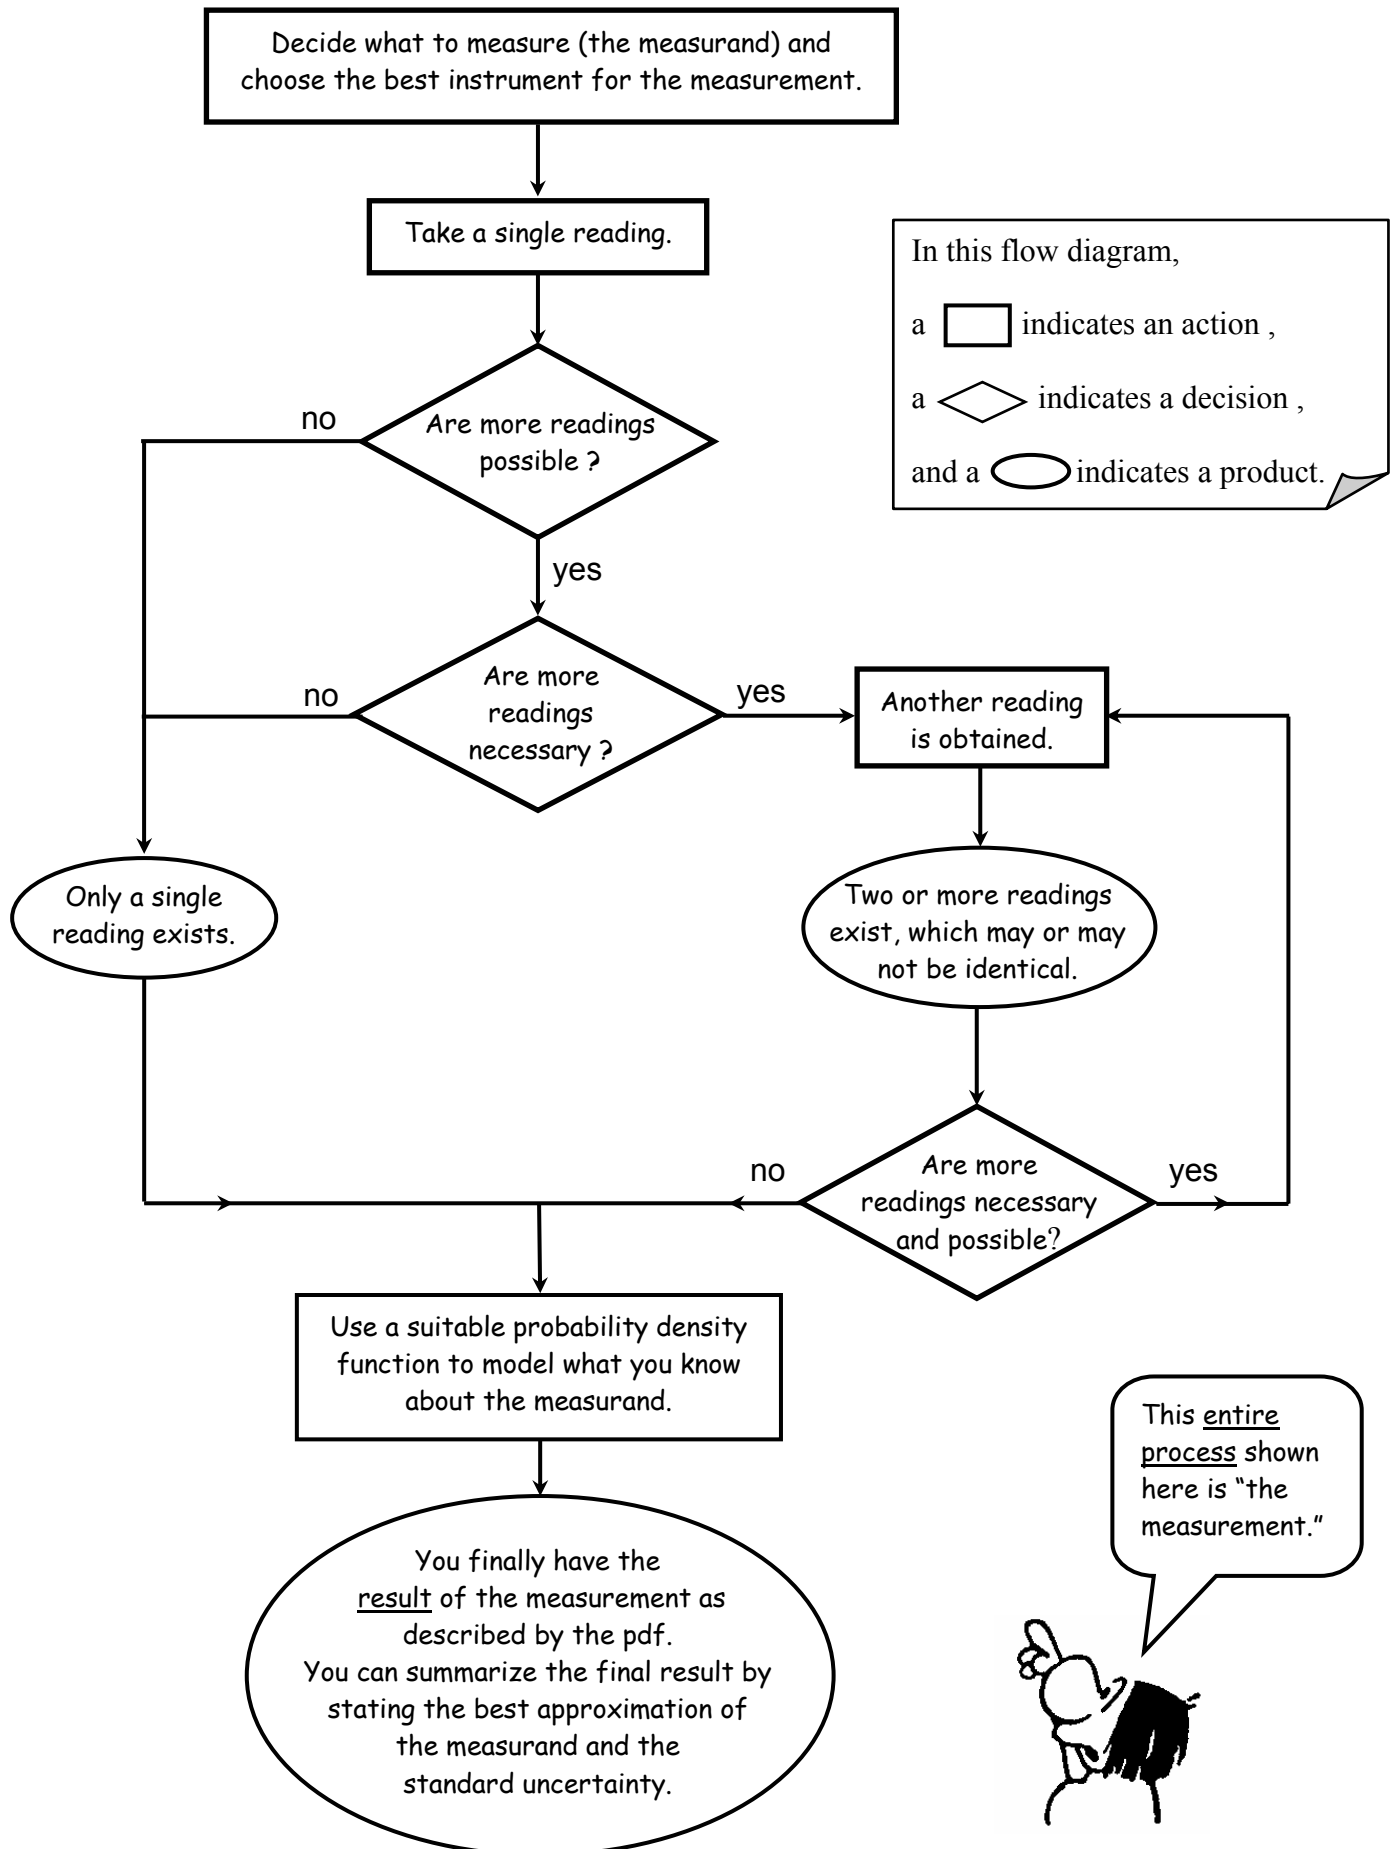 Decide what to measure (the measurand) and
choose the best instrument for the measurement.
Take a single reading.
In this flow diagram,
a indicates an action ,
a indicates a decision ,
and a indicates a product.
no
Are more readings
possible ?
yes
no
Are more
readings
necessary ?
yes
Another reading
is obtained.
Only a single
reading exists.
Two or more readings
exist, which may or may
not be identical.
no
Are more
readings necessary
and possible?
yes
Use a suitable probability density
function to model what you know
about the measurand.
This entire
process shown
here is “the
measurement.”
You finally have the
result of the measurement as
described by the pdf.
You can summarize the final result by
stating the best approximation of
the measurand and the
standard uncertainty.